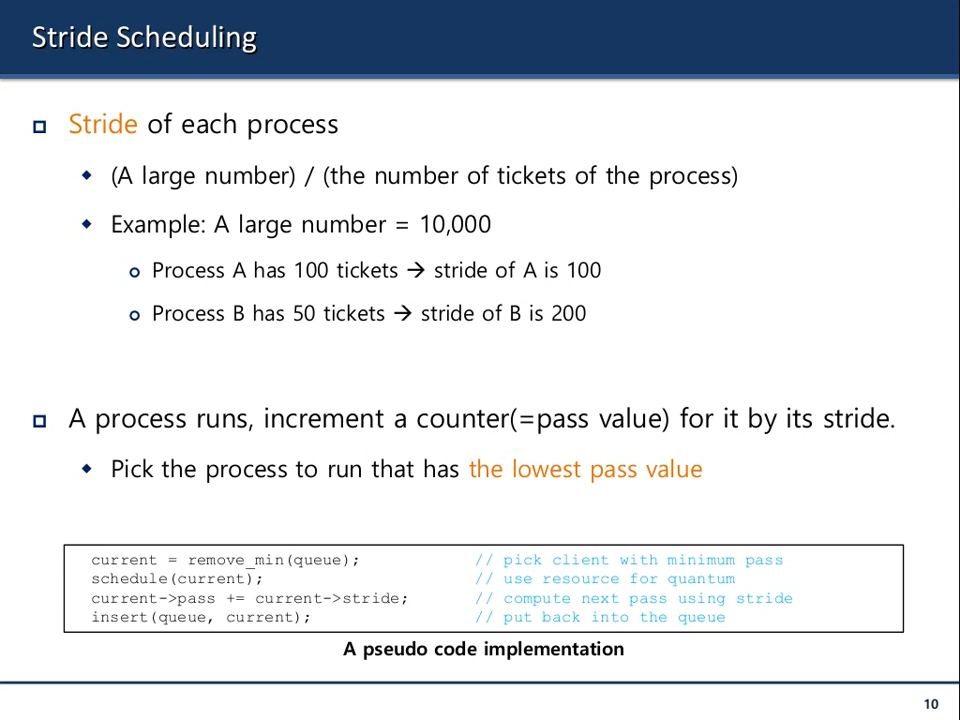 Stride Scheduling
Stride of each process
(A large number) / (the number of tickets of the process)
Example: A large number = 10,000
Process A has 100 tickets → stride of A is 100
Process B has 50 tickets → stride of B is 200
A process runs, increment a counter(=pass value) for it by its stride.
Pick the process to run that has the lowest pass value
current = remove_min(queue); // pick client with minimum pass
schedule(current); // use resource for quantum
current->pass += current->stride; // compute next pass using stride
insert(queue, current); // put back into the queue
A pseudo code implementation
10